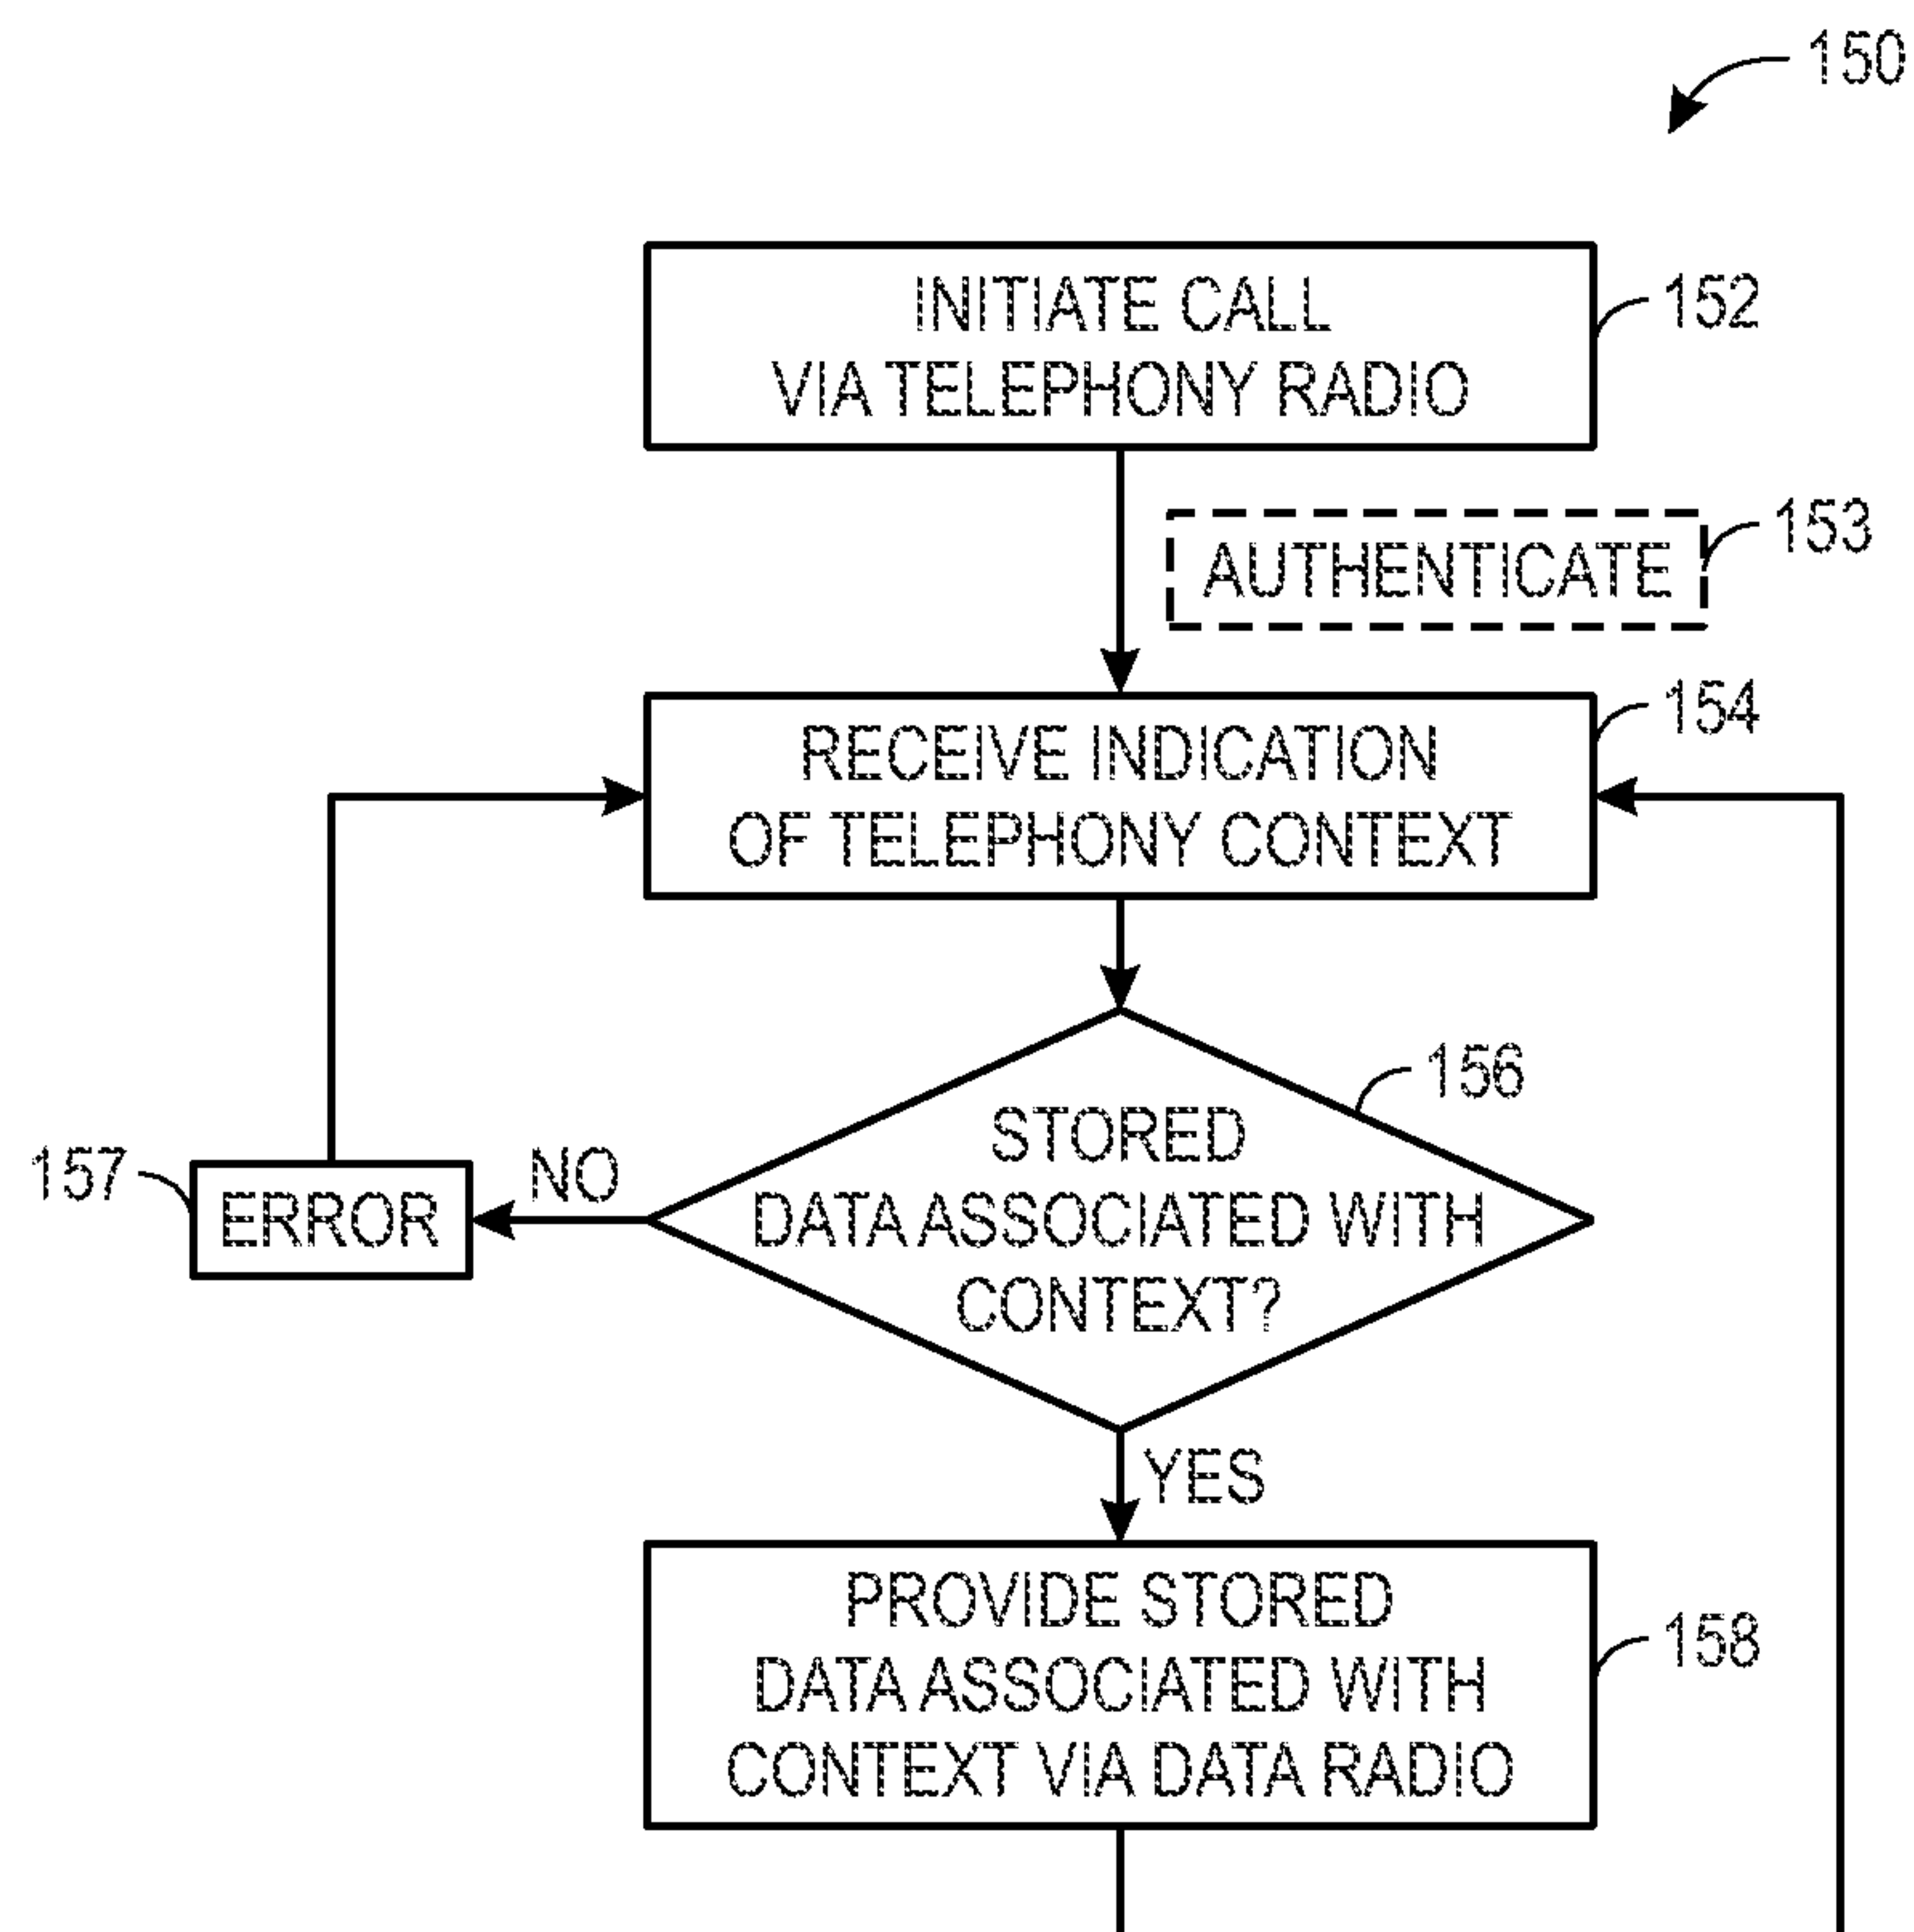 150
INITIATE CALL
VIA TELEPHONY RADIO
152
AUTHENTICATE
153
RECEIVE INDICATION
OF TELEPHONY CONTEXT
154
STORED
DATA ASSOCIATED WITH
CONTEXT?
156
NO
157
ERROR
YES
PROVIDE STORED
DATA ASSOCIATED WITH
CONTEXT VIA DATA RADIO
158